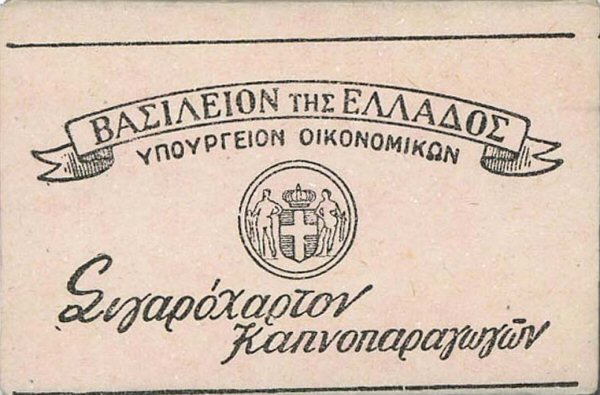 ΒΑΣΙΛΕΙΟΝ ΤΗΣ ΕΛΛΑΔΟΣ
ΥΠΟΥΡΓΕΙΟΝ ΟΙΚΟΝΟΜΙΚΩΝ
Σιγαρόχαρτον
Καπνοπαραγωγῶν